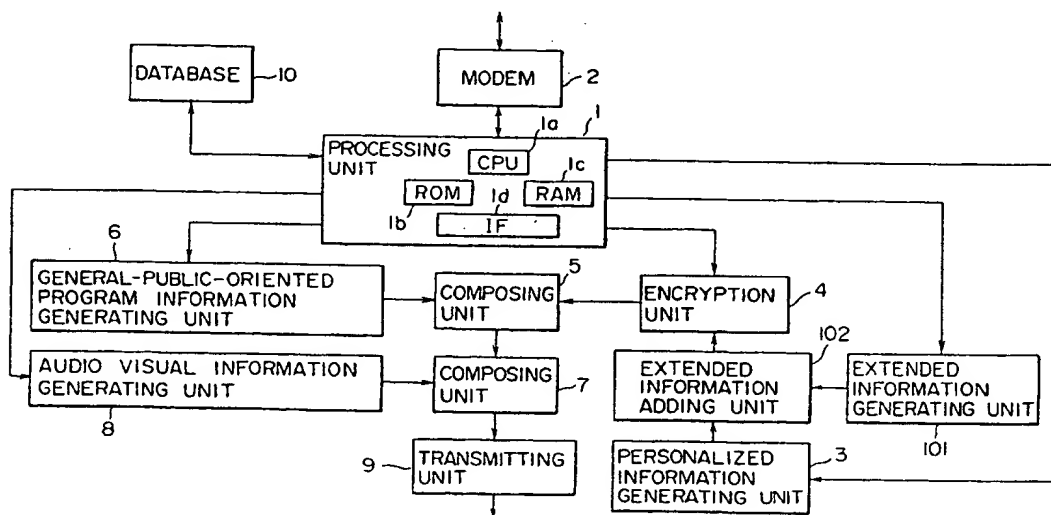 DATABASE
10
MODEM
2
1
PROCESSING
UNIT
1a
CPU
1c
ROM
1d
RAM
1b
IF
6
GENERAL-PUBLIC-ORIENTED
PROGRAM INFORMATION
GENERATING UNIT
5
COMPOSING
UNIT
ENCRYPTION
UNIT
4
AUDIO VISUAL INFORMATION
GENERATING UNIT
8
COMPOSING
UNIT
7
102
EXTENDED
INFORMATION
ADDING UNIT
EXTENDED
INFORMATION
GENERATING UNIT
101
9
TRANSMITTING
UNIT
3
PERSONALIZED
INFORMATION
GENERATING UNIT